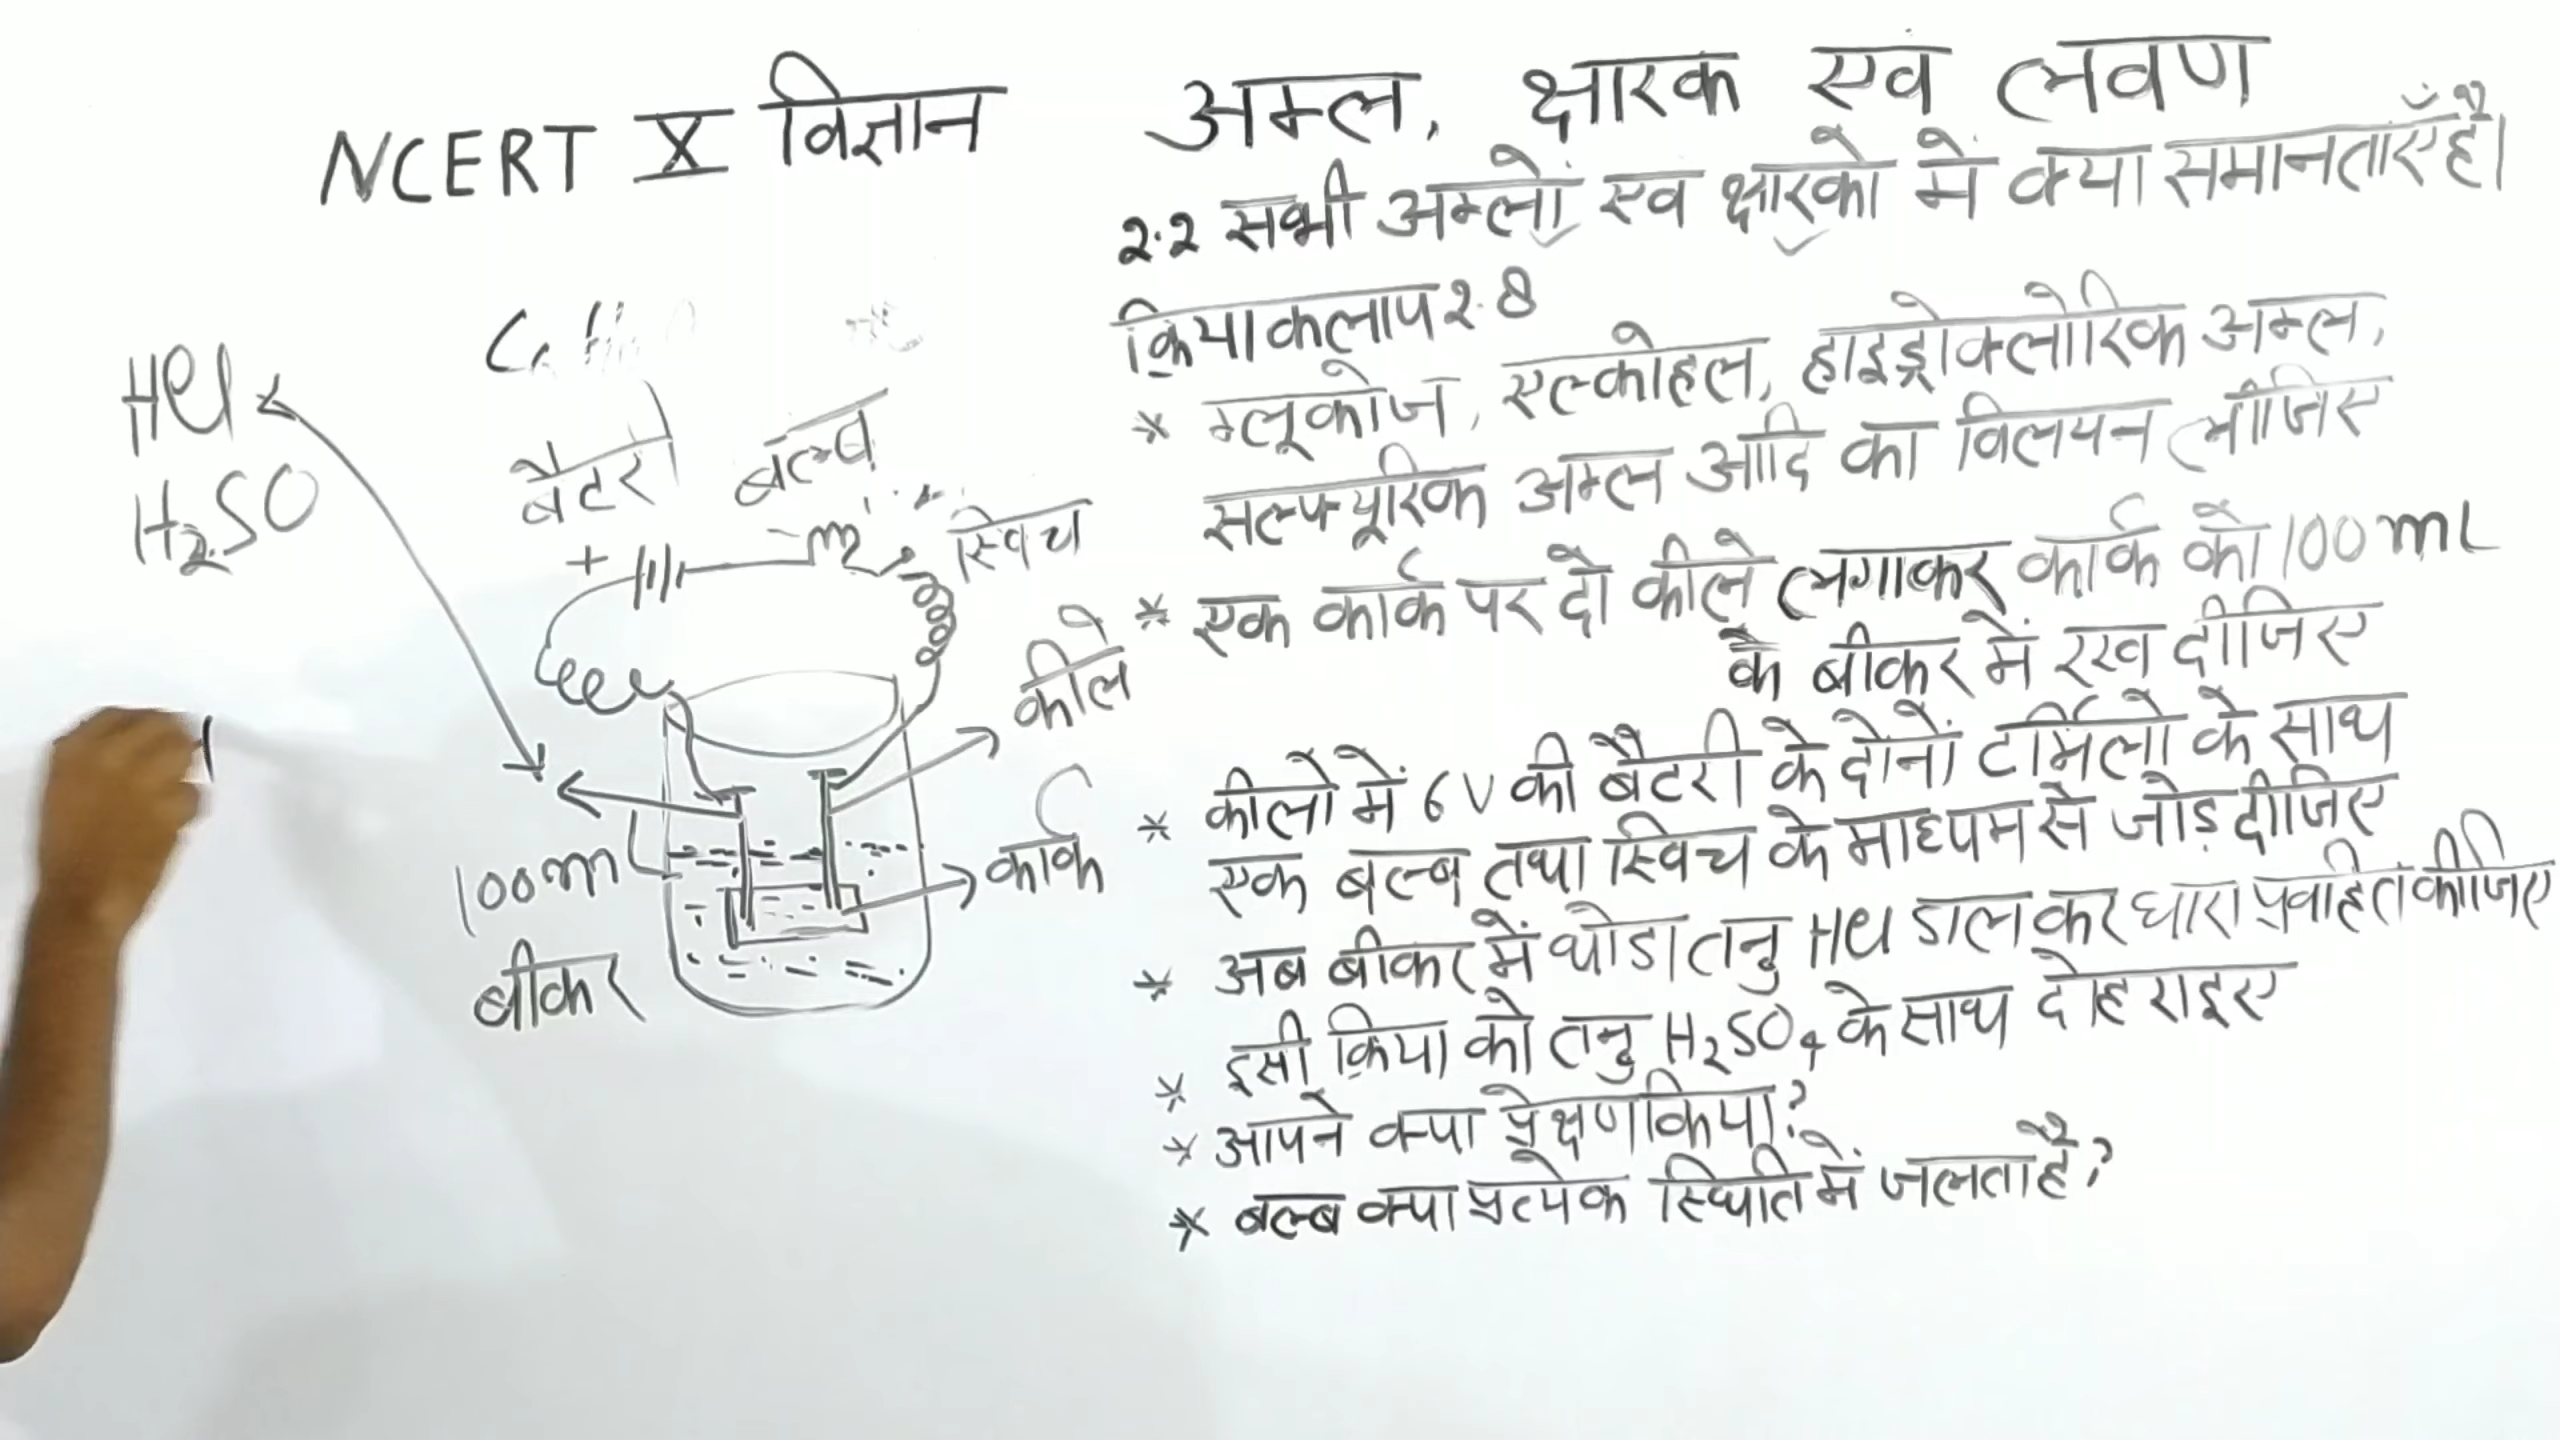 NCERT X विज्ञान
अम्ल, क्षारक एव लवण
2.2 सभी अम्लों एव क्षारको में क्या समानताएँ है।
क्रियाकलाप 2.8
* ग्लूकोज, एल्कोहल, हाइड्रोक्लोरिक अम्ल,
सल्फ्यूरिक अम्ल आदि का विलयन लीजिए
* एक कार्क पर दो कीले लगाकर कार्क को 100 mL
के बीकर में रख दीजिए
* कीलो में 6V की बैटरी के दोनों टर्मिलो के साथ
एक बल्ब तथा स्विच के माध्यम से जोड़ दीजिए
* अब बीकर में थोडा तनु HCl डाल कर धारा प्रवाहित कीजिए
* इसी क्रिया को तनु H₂SO₄ के साथ दोहराइए
* आपने क्या प्रेक्षण किया?
* बल्ब क्या प्रत्येक स्थिति में जलता है?
HCl
H₂SO
बैटरी
बल्ब
स्विच
+
कीले
कार्क
100m
बीकर